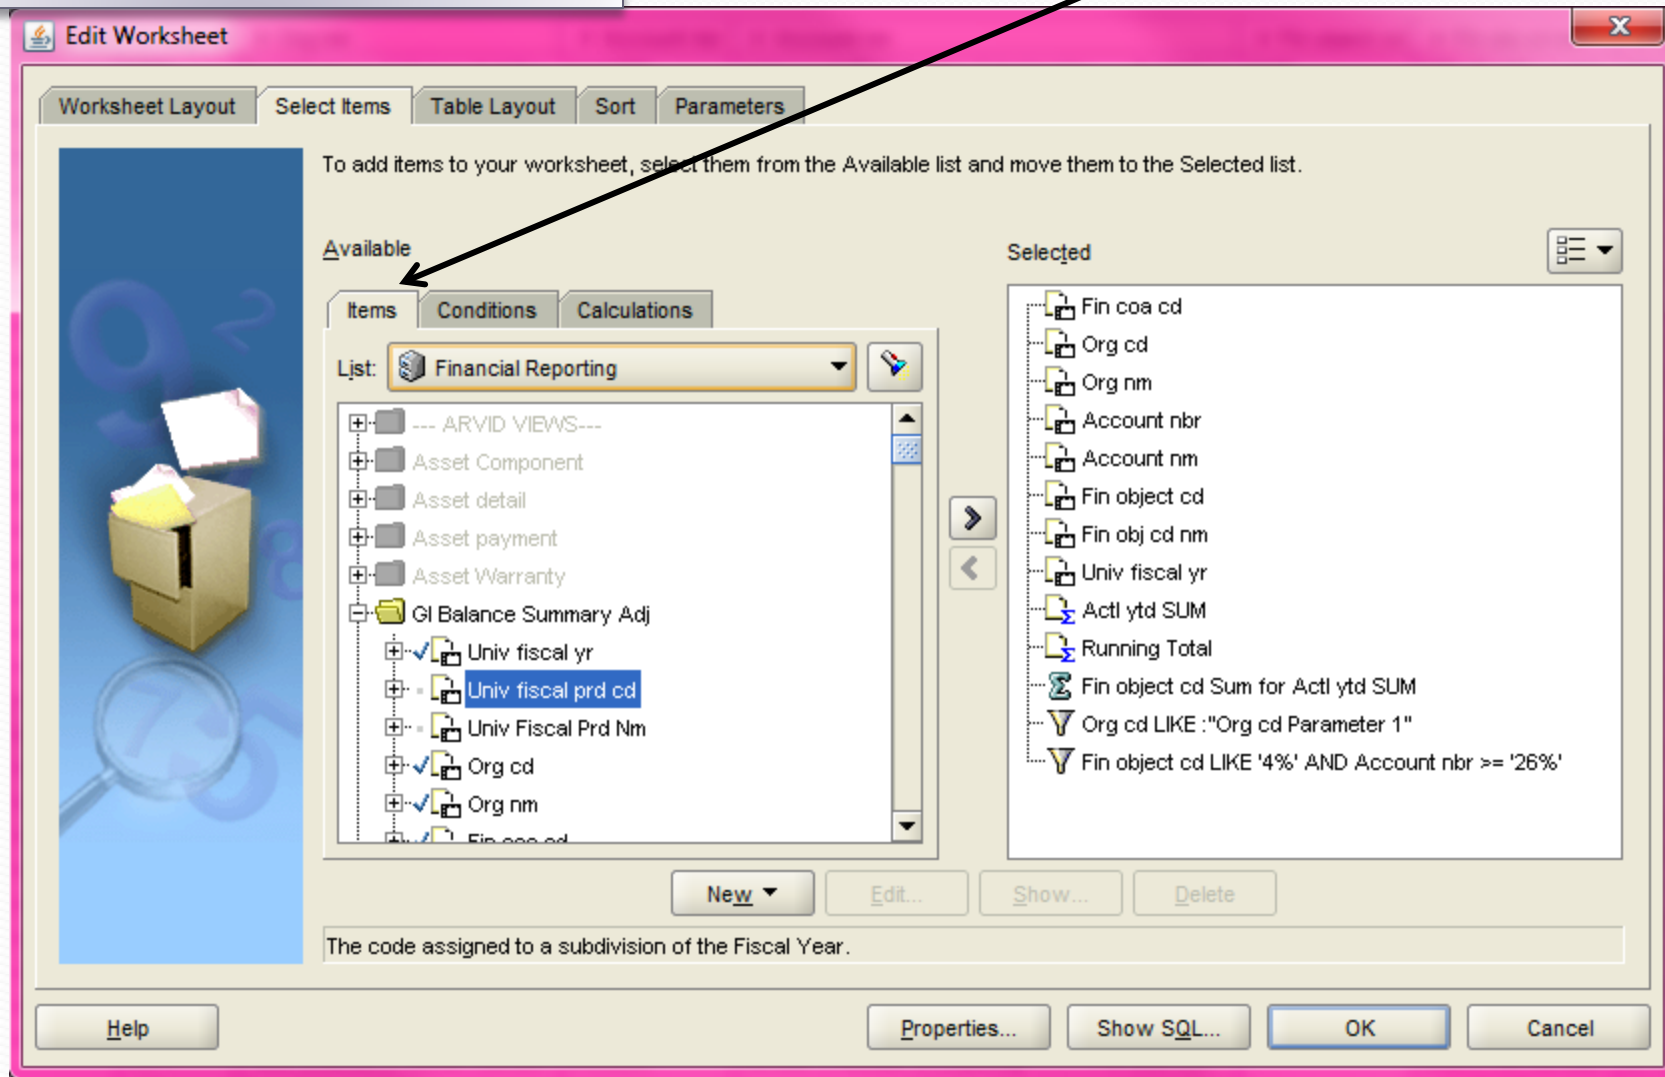 Edit Worksheet
Worksheet Layout Select Items Table Layout Sort Parameters
To add items to your worksheet, select them from the Available list and move them to the Selected list.
Available
Items Conditions Calculations
List: Financial Reporting
--- ARVID VIEWS---
Asset Component
Asset detail
Asset payment
Asset Warranty
Gl Balance Summary Adj
Univ fiscal yr
Univ fiscal prd cd
Univ Fiscal Prd Nm
Org cd
Org nm
Fin coa cd
Selected
Fin coa cd
Org cd
Org nm
Account nbr
Account nm
Fin object cd
Fin obj cd nm
Univ fiscal yr
Actl ytd SUM
Running Total
Fin object cd Sum for Actl ytd SUM
Org cd LIKE :"Org cd Parameter 1"
Fin object cd LIKE '4%' AND Account nbr >= '26%'
New Edit... Show... Delete
The code assigned to a subdivision of the Fiscal Year.
Help Properties... Show SQL... OK Cancel